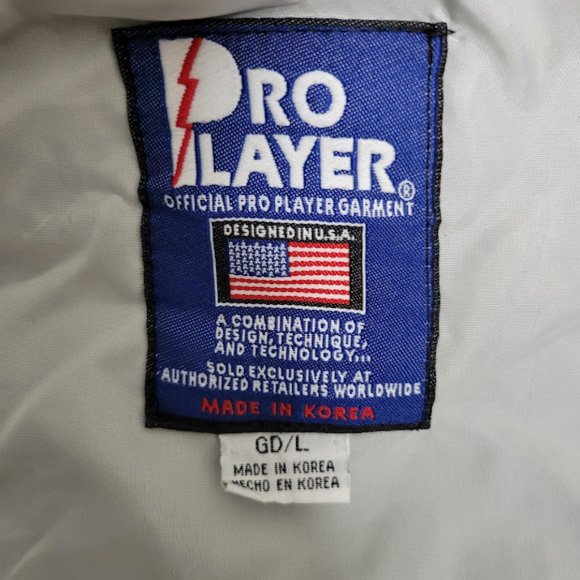 PRO
PLAYER®
OFFICIAL PRO PLAYER GARMENT
DESIGNED IN U.S.A.
A COMBINATION OF
DESIGN, TECHNIQUE,
AND TECHNOLOGY...
SOLD EXCLUSIVELY AT
AUTHORIZED RETAILERS WORLDWIDE
MADE IN KOREA
GD/L
MADE IN KOREA
HECHO EN KOREA